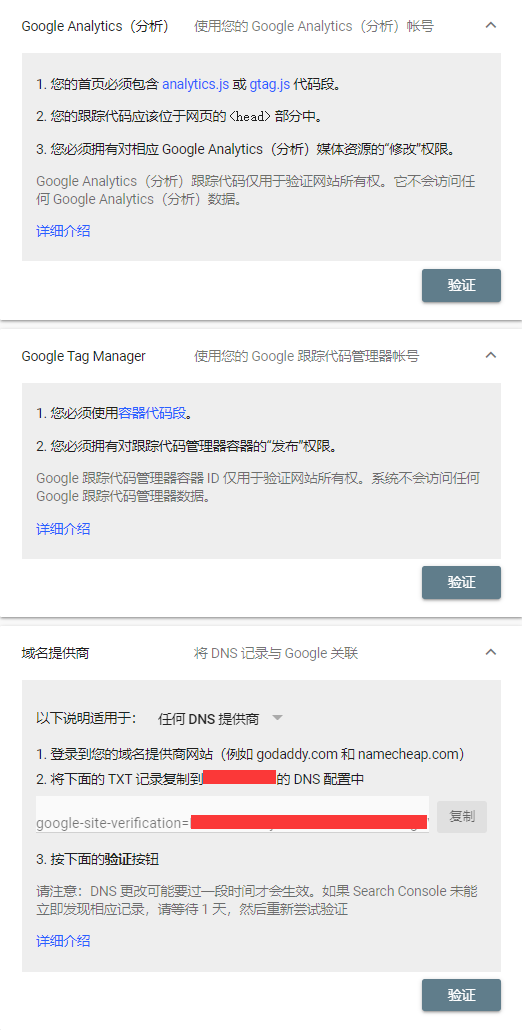 Google Analytics（分析） 使用您的 Google Analytics（分析）帐号
1. 您的首页必须包含 analytics.js 或 gtag.js 代码段。
2. 您的跟踪代码应该位于网页的 <head> 部分中。
3. 您必须拥有对相应 Google Analytics（分析）媒体资源的“修改”权限。
Google Analytics（分析）跟踪代码仅用于验证网站所有权。它不会访问任
何 Google Analytics（分析）数据。
详细介绍
验证
Google Tag Manager 使用您的 Google 跟踪代码管理器帐号
1. 您必须使用容器代码段。
2. 您必须拥有对跟踪代码管理器容器的“发布”权限。
Google 跟踪代码管理器容器 ID 仅用于验证网站所有权。系统不会访问任何
Google 跟踪代码管理器数据。
详细介绍
验证
域名提供商 将 DNS 记录与 Google 关联
以下说明适用于： 任何 DNS 提供商
1. 登录到您的域名提供商网站（例如 godaddy.com 和 namecheap.com）
2. 将下面的 TXT 记录复制到 的 DNS 配置中
google-site-verification= 复制
3. 按下面的验证按钮
请注意：DNS 更改可能要过一段时间才会生效。如果 Search Console 未能
立即发现相应记录，请等待 1 天，然后重新尝试验证
详细介绍
验证